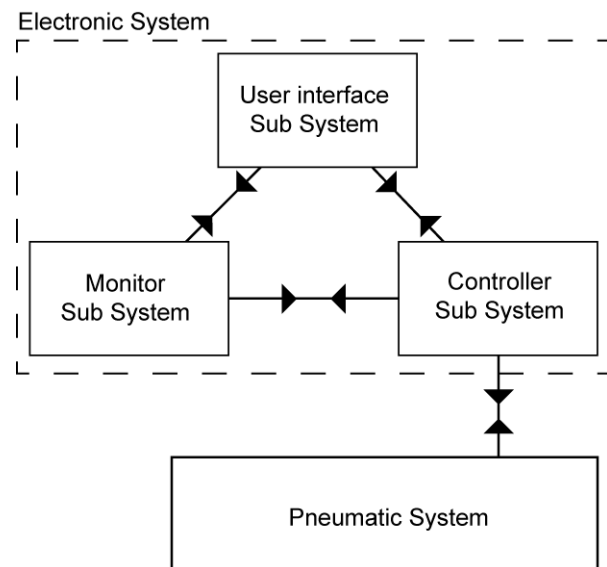 Electronic System
User interface
Sub System
Monitor
Sub System
Controller
Sub System
Pneumatic System